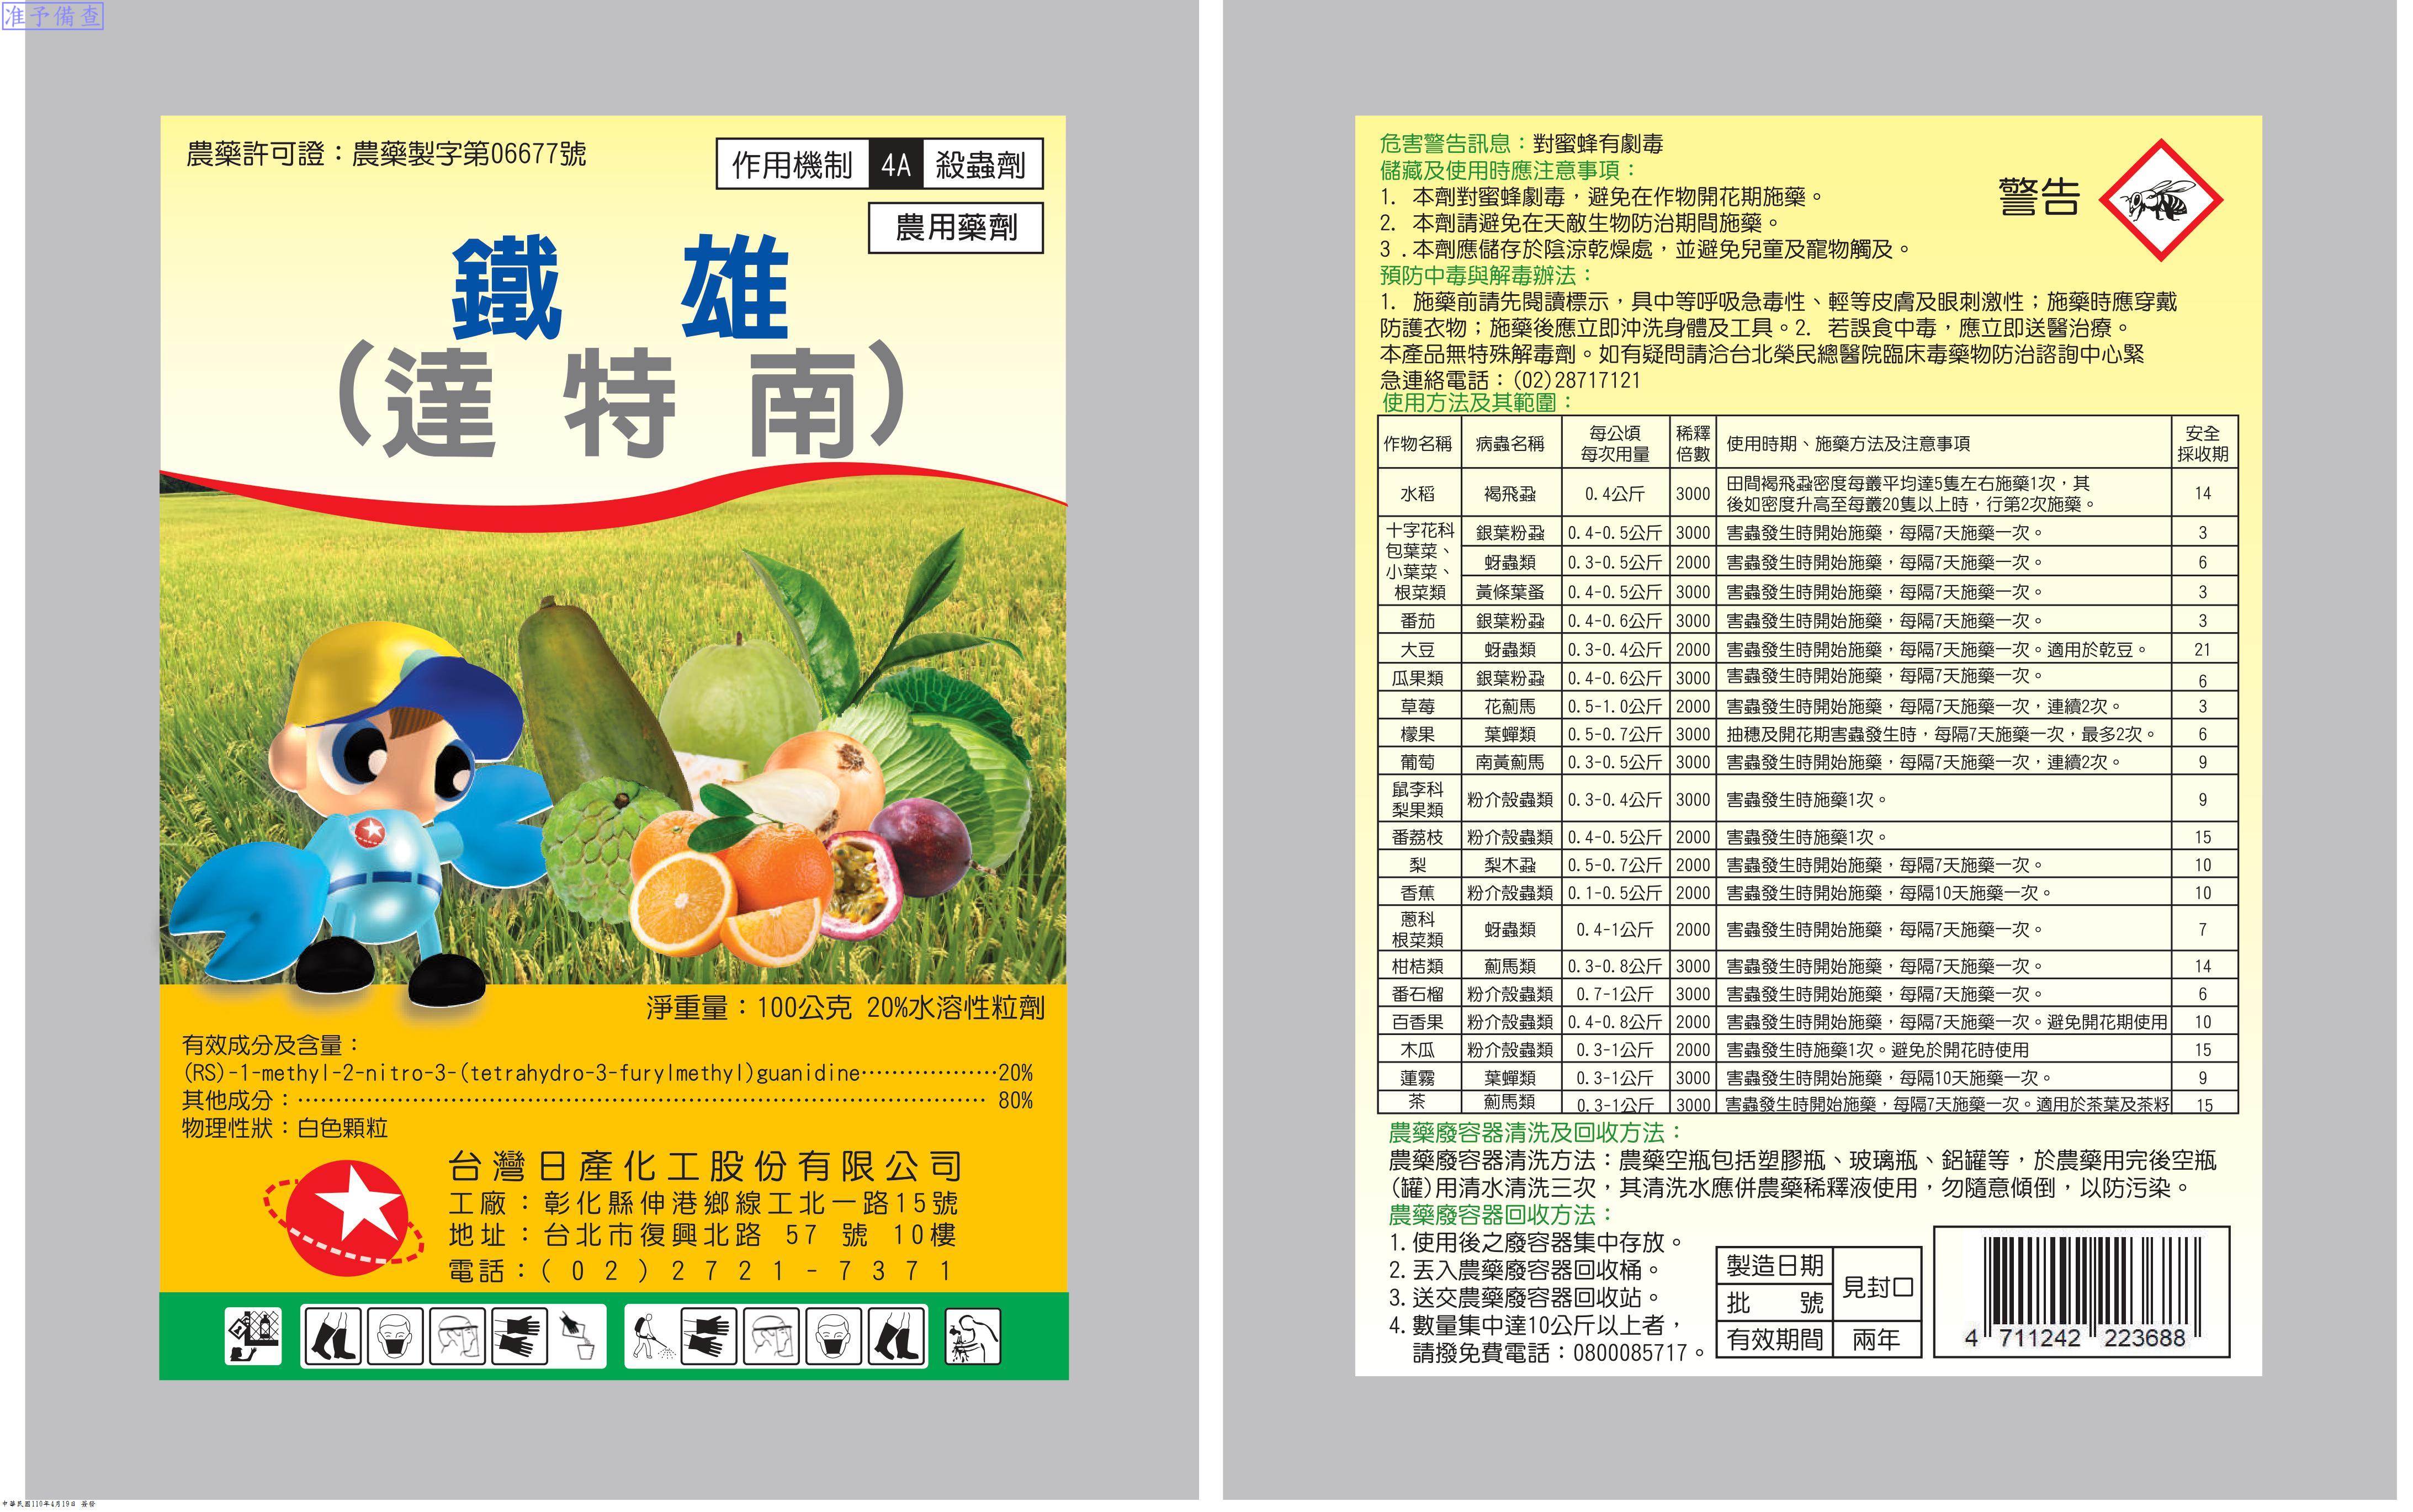 准予備查
農藥許可證：農藥製字第06677號
作用機制 4A 殺蟲劑
農用藥劑
鐵 雄
(達 特 南)
淨重量：100公克 20%水溶性粒劑
有效成分及含量：
(RS)-1-methyl-2-nitro-3-(tetrahydro-3-furylmethyl)guanidine………………20%
其他成分：……………………………………………………………………………… 80%
物理性狀：白色顆粒
台灣日產化工股份有限公司
工廠：彰化縣伸港鄉線工北一路15號
地址：台北市復興北路 57 號 10樓
電話：(02)2721-7371
中華民國110年4月19日 簽發
危害警告訊息：對蜜蜂有劇毒
儲藏及使用時應注意事項：
1. 本劑對蜜蜂劇毒，避免在作物開花期施藥。
2. 本劑請避免在天敵生物防治期間施藥。
3．本劑應儲存於陰涼乾燥處，並避免兒童及寵物觸及。
警告
預防中毒與解毒辦法：
1. 施藥前請先閱讀標示，具中等呼吸急毒性、輕等皮膚及眼刺激性；施藥時應穿戴
防護衣物；施藥後應立即沖洗身體及工具。2. 若誤食中毒，應立即送醫治療。
本產品無特殊解毒劑。如有疑問請洽台北榮民總醫院臨床毒藥物防治諮詢中心緊
急連絡電話：(02)28717121
使用方法及其範圍：
作物名稱 病蟲名稱 每公頃每次用量 稀釋倍數 使用時期、施藥方法及注意事項 安全採收期
水稻 褐飛蝨 0.4公斤 3000 田間褐飛蝨密度每叢平均達5隻左右施藥1次，其 14
後如密度升高至每叢20隻以上時，行第2次施藥。
十字花科包葉菜、小葉菜、根菜類 銀葉粉蝨 0.4-0.5公斤 3000 害蟲發生時開始施藥，每隔7天施藥一次。 3
蚜蟲類 0.3-0.5公斤 2000 害蟲發生時開始施藥，每隔7天施藥一次。 6
黃條葉蚤 0.4-0.5公斤 3000 害蟲發生時開始施藥，每隔7天施藥一次。 3
番茄 銀葉粉蝨 0.4-0.6公斤 3000 害蟲發生時開始施藥，每隔7天施藥一次。 3
大豆 蚜蟲類 0.3-0.4公斤 2000 害蟲發生時開始施藥，每隔7天施藥一次。適用於乾豆。 21
瓜果類 銀葉粉蝨 0.4-0.6公斤 3000 害蟲發生時開始施藥，每隔7天施藥一次。 6
草莓 花薊馬 0.5-1.0公斤 2000 害蟲發生時開始施藥，每隔7天施藥一次，連續2次。 3
檬果 葉蟬類 0.5-0.7公斤 3000 抽穗及開花期害蟲發生時，每隔7天施藥一次，最多2次。 6
葡萄 南黃薊馬 0.3-0.5公斤 3000 害蟲發生時開始施藥，每隔7天施藥一次，連續2次。 9
鼠李科梨果類 粉介殼蟲類 0.3-0.4公斤 3000 害蟲發生時施藥1次。 9
番荔枝 粉介殼蟲類 0.4-0.5公斤 2000 害蟲發生時施藥1次。 15
梨 梨木蝨 0.5-0.7公斤 2000 害蟲發生時開始施藥，每隔7天施藥一次。 10
香蕉 粉介殼蟲類 0.1-0.5公斤 2000 害蟲發生時開始施藥，每隔10天施藥一次。 10
蔥科根菜類 蚜蟲類 0.4-1公斤 2000 害蟲發生時開始施藥，每隔7天施藥一次。 7
柑桔類 薊馬類 0.3-0.8公斤 3000 害蟲發生時開始施藥，每隔7天施藥一次。 14
番石榴 粉介殼蟲類 0.7-1公斤 3000 害蟲發生時開始施藥，每隔7天施藥一次。 6
百香果 粉介殼蟲類 0.4-0.8公斤 2000 害蟲發生時開始施藥，每隔7天施藥一次。避免開花期使用 10
木瓜 粉介殼蟲類 0.3-1公斤 2000 害蟲發生時施藥1次。避免於開花時使用 15
蓮霧 葉蟬類 0.3-1公斤 3000 害蟲發生時開始施藥，每隔10天施藥一次。 9
茶 薊馬類 0.3-1公斤 3000 害蟲發生時開始施藥，每隔7天施藥一次。適用於茶葉及茶籽 15
農藥廢容器清洗及回收方法：
農藥廢容器清洗方法：農藥空瓶包括塑膠瓶、玻璃瓶、鋁罐等，於農藥用完後空瓶
(罐)用清水清洗三次，其清洗水應併農藥稀釋液使用，勿隨意傾倒，以防污染。
農藥廢容器回收方法：
1.使用後之廢容器集中存放。
2.丟入農藥廢容器回收桶。
3.送交農藥廢容器回收站。
4.數量集中達10公斤以上者，
請撥免費電話：0800085717。
製造日期 見封口
批 號
有效期間 兩年
4 711242 223688